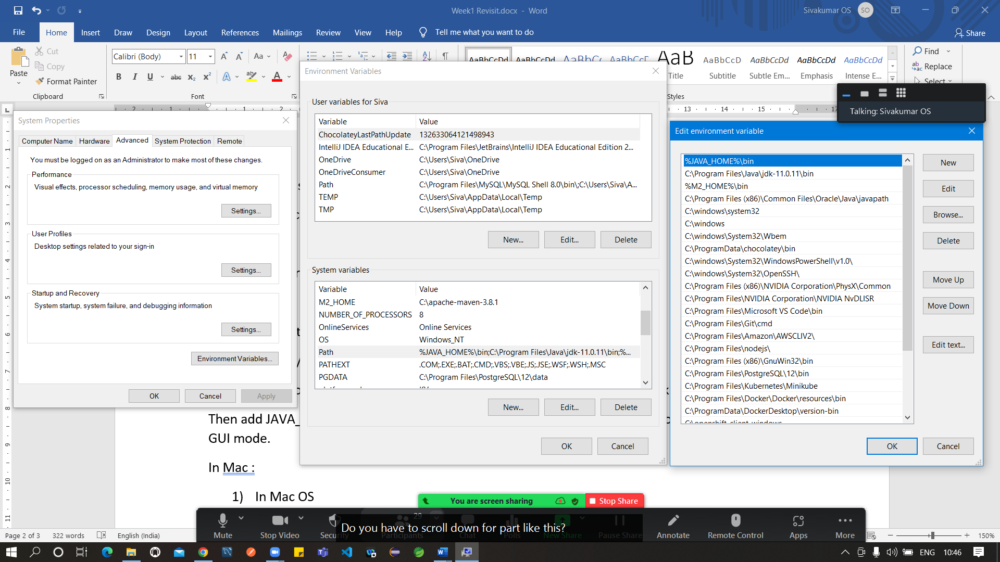 Week1 Revisit.docx - Word
Sivakumar OS
SO
File
Home
Insert
Draw
Design
Layout
References
Mailings
Review
View
Help
Tell me what you want to do
Share
Paste
Cut
Copy
Format Painter
Clipboard
Calibri (Body)
11
Font
AaBbCcDd
AaBbCcDd
AaB
Title
AaBbCcD
Subtitle
AaBbCcDd
Subtle Em...
AaBbCcDd
Emphasis
AaBbCcDd
Intense E...
Styles
Find
Replace
Select
Talking: Sivakumar OS
System Properties
Computer Name
Hardware
Advanced
System Protection
Remote
You must be logged on as an Administrator to make most of these changes.
Performance
Visual effects, processor scheduling, memory usage, and virtual memory
Settings...
User Profiles
Desktop settings related to your sign-in
Settings...
Startup and Recovery
System startup, system failure, and debugging information
Settings...
Environment Variables...
OK
Cancel
Apply
Environment Variables
User variables for Siva
Variable Value
ChocolateyLastPathUpdate 132633064121498943
IntelliJ IDEA Educational E... C:\Program Files\JetBrains\IntelliJ IDEA Educational Edition 2...
OneDrive C:\Users\Siva\OneDrive
OneDriveConsumer C:\Users\Siva\OneDrive
Path C:\Program Files\MySQL\MySQL Shell 8.0\bin\;C:\Users\Siva\A...
TEMP C:\Users\Siva\AppData\Local\Temp
TMP C:\Users\Siva\AppData\Local\Temp
New...
Edit...
Delete
System variables
Variable Value
M2_HOME C:\apache-maven-3.8.1
NUMBER_OF_PROCESSORS 8
OnlineServices Online Services
OS Windows_NT
Path %JAVA_HOME%\bin;C:\Program Files\Java\jdk-11.0.11\bin;%...
PATHEXT .COM;.EXE;.BAT;.CMD;.VBS;.VBE;.JS;.JSE;.WSF;.WSH;.MSC
PGDATA C:\Program Files\PostgreSQL\12\data
New...
Edit...
Delete
OK
Cancel
Edit environment variable
%JAVA_HOME%\bin
C:\Program Files\Java\jdk-11.0.11\bin
%M2_HOME%\bin
C:\Program Files (x86)\Common Files\Oracle\Java\javapath
C:\windows\system32
C:\windows
C:\windows\System32\Wbem
C:\ProgramData\chocolatey\bin
C:\windows\System32\WindowsPowerShell\v1.0\
C:\windows\System32\OpenSSH\
C:\Program Files (x86)\NVIDIA Corporation\PhysX\Common
C:\Program Files\NVIDIA Corporation\NVIDIA NvDLISR
C:\Program Files\Microsoft VS Code\bin
C:\Program Files\Git\cmd
C:\Program Files\Amazon\AWSCLIV2\
C:\Program Files\nodejs\
C:\Program Files (x86)\GnuWin32\bin
C:\Program Files\PostgreSQL\12\bin
C:\Program Files\Kubernetes\Minikube
C:\Program Files\Docker\Docker\resources\bin
C:\ProgramData\DockerDesktop\version-bin
C:\openshift-client-windows
New
Edit
Browse...
Delete
Move Up
Move Down
Edit text...
OK
Cancel
Then add JAVA_
GUI mode.
In Mac :
1) In Mac OS
You are screen sharing
Stop Share
Mute
Stop Video
Security
29
Participants
Chat
Polls
New Share
Pause Share
Annotate
Remote Control
Apps
More
Do you have to scroll down for part like this?
Page 2 of 3
322 words
English (India)
150%
ENG
10:46